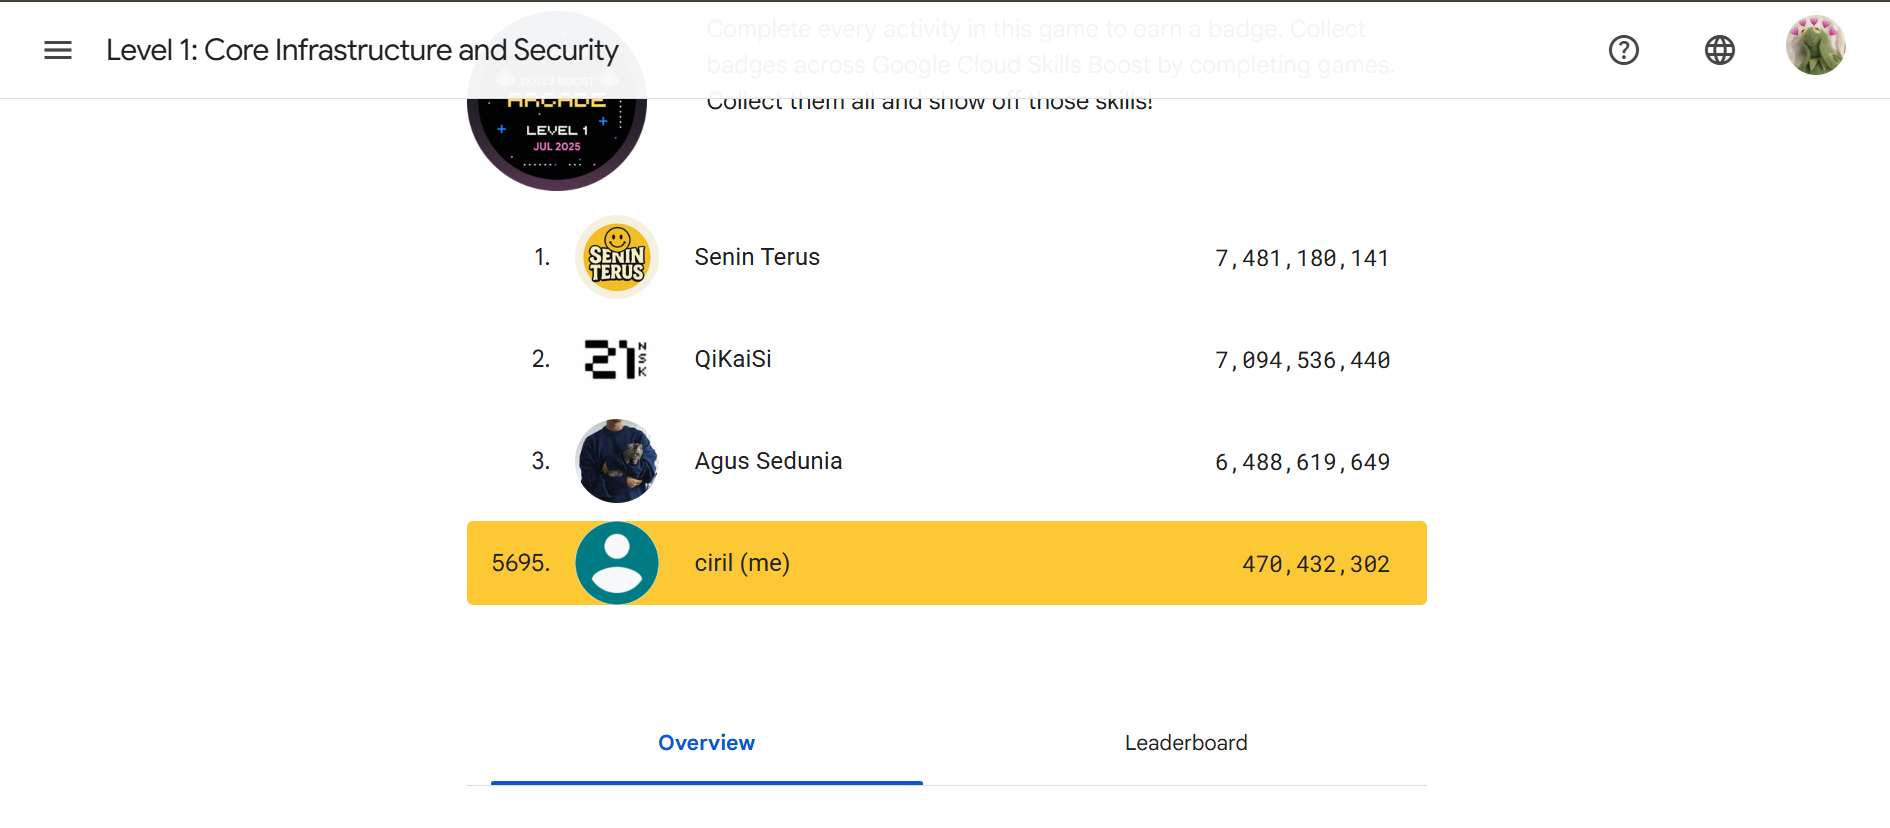 Complete every activity in this game to earn a badge. Collect
Level 1: Core Infrastructure and Security
badges across Google Cloud Skills Boost by completing games.
Collect them all and show off those skills!
SKILLS BOOST
ARCADE
LEVEL 1
JUL 2025
1. SENIN TERUS Senin Terus 7,481,180,141
2. 21 NSK QiKaiSi 7,094,536,440
3. Agus Sedunia 6,488,619,649
5695. ciril (me) 470,432,302
Overview Leaderboard